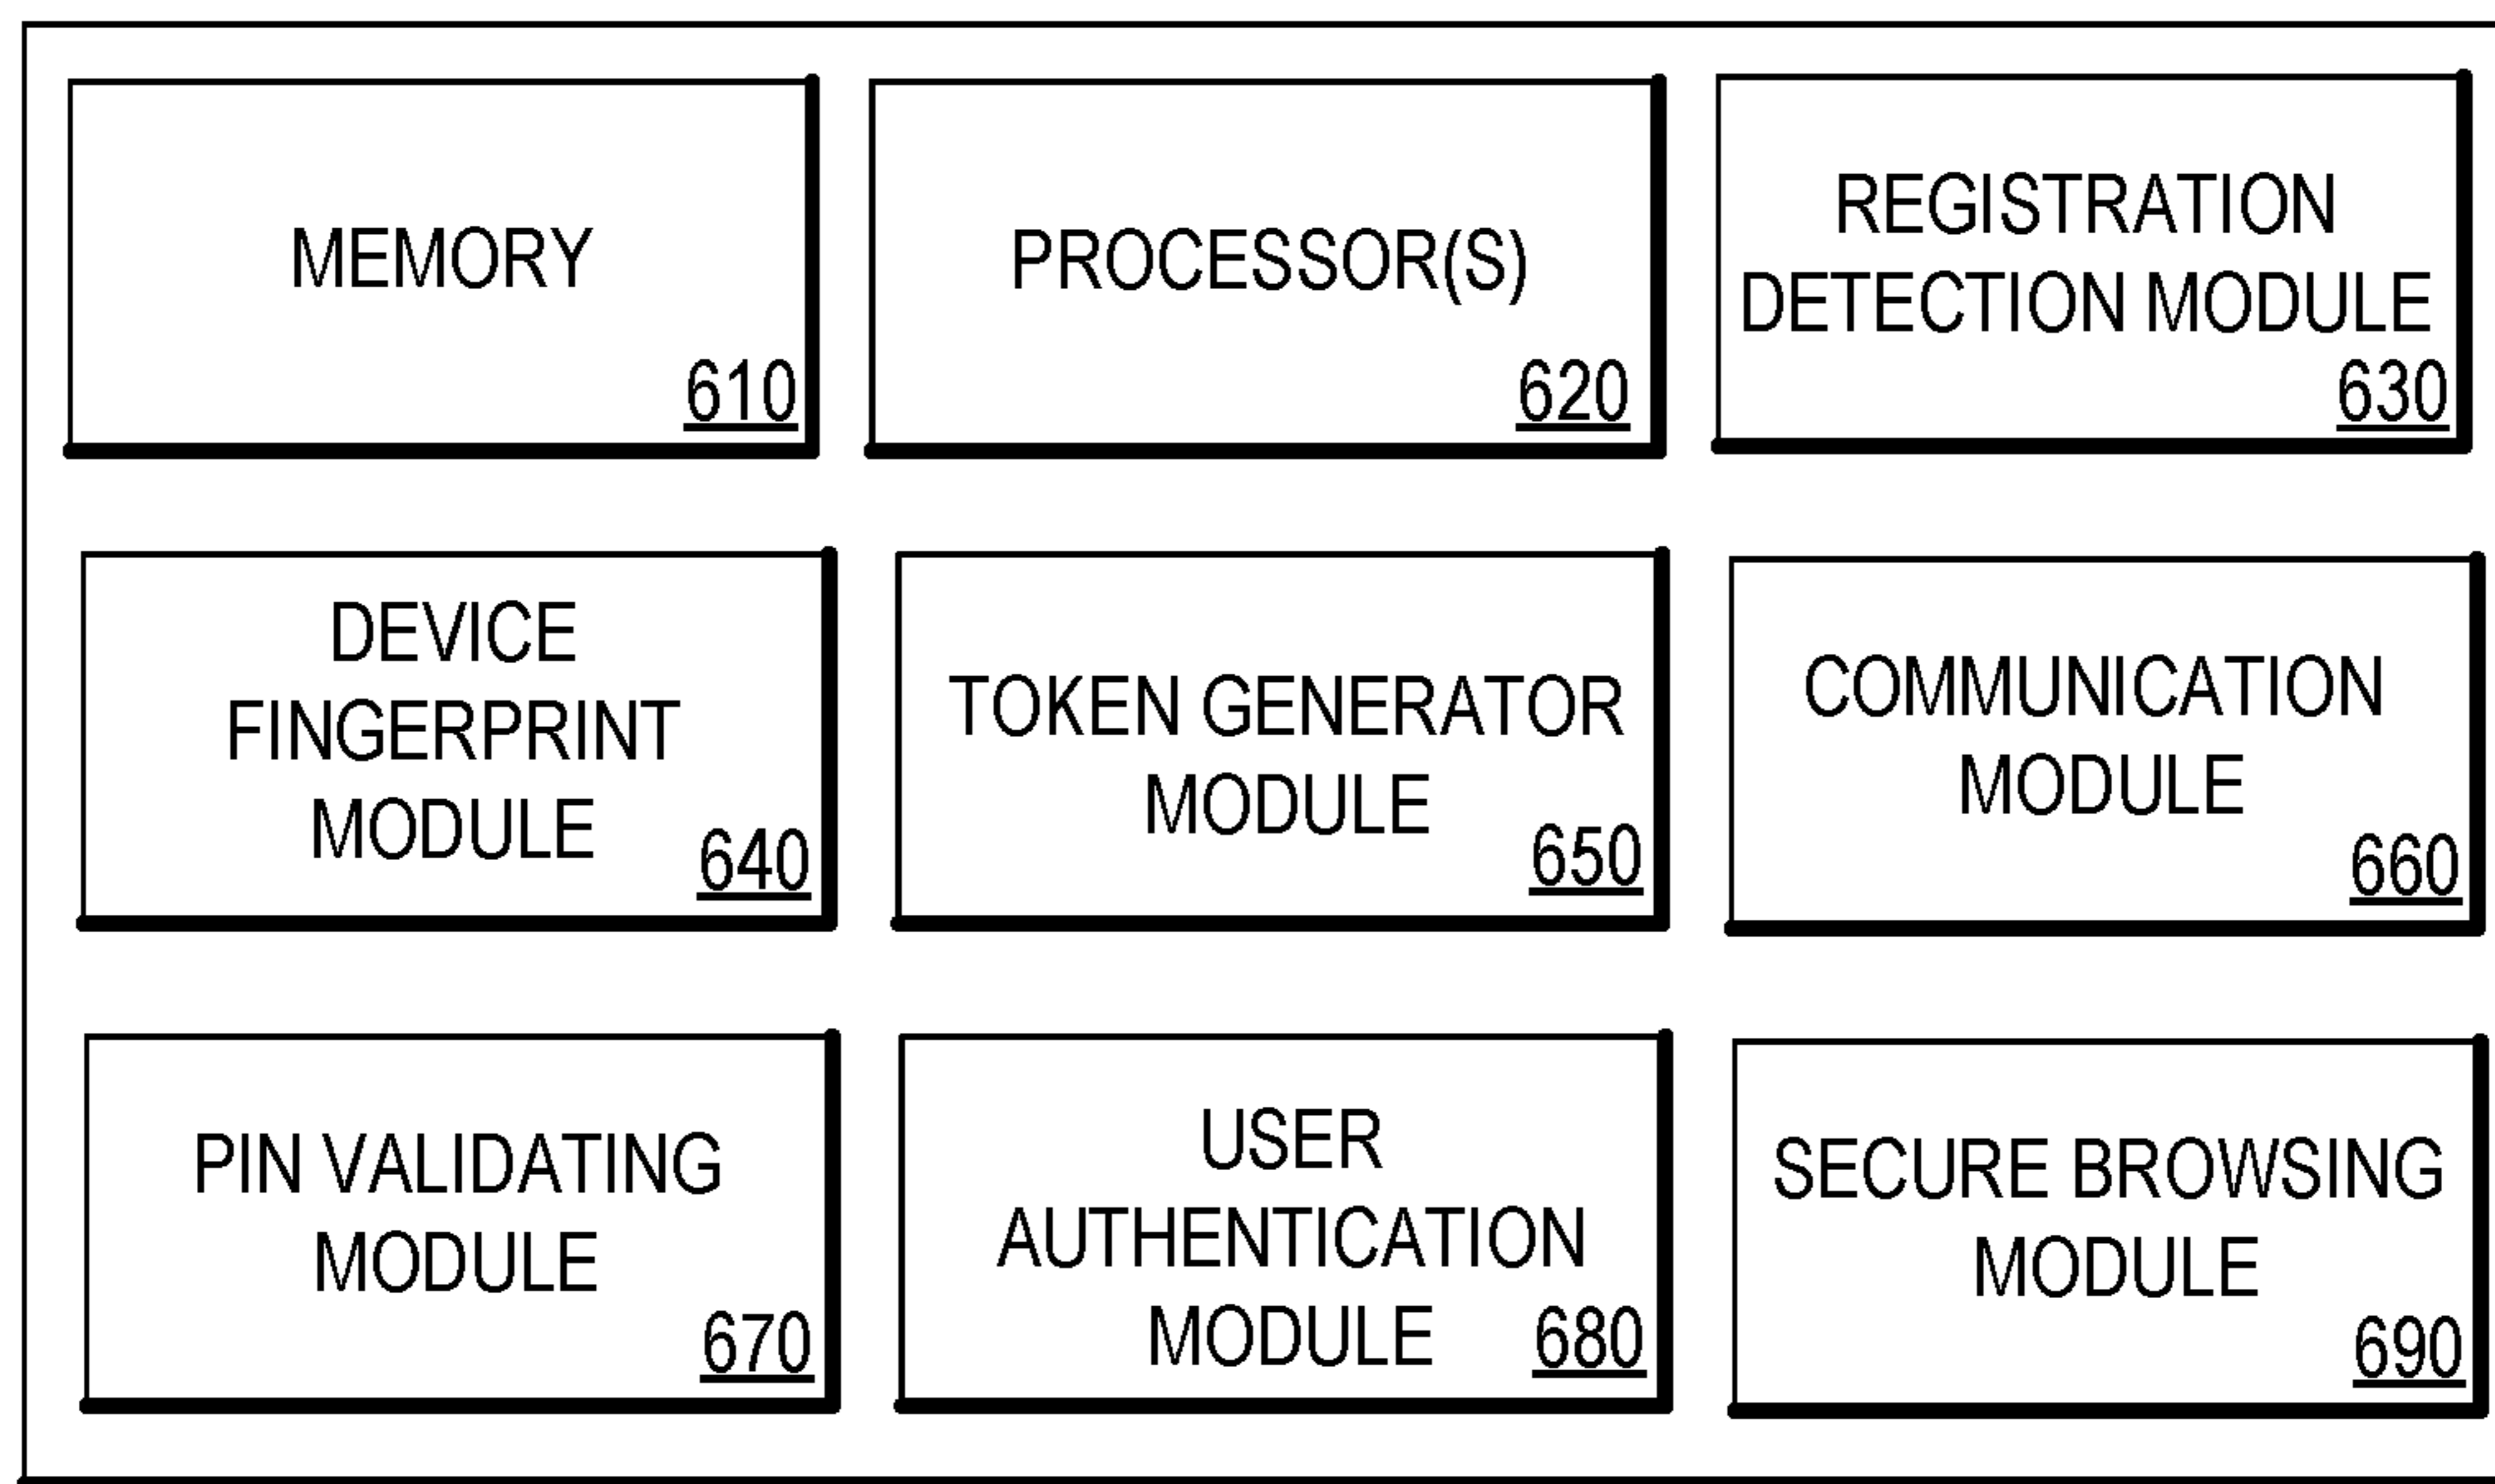 MEMORY
610
PROCESSOR(S)
620
REGISTRATION
DETECTION MODULE
630
DEVICE
FINGERPRINT
MODULE
640
TOKEN GENERATOR
MODULE
650
COMMUNICATION
MODULE
660
PIN VALIDATING
MODULE
670
USER
AUTHENTICATION
MODULE
680
SECURE BROWSING
MODULE
690